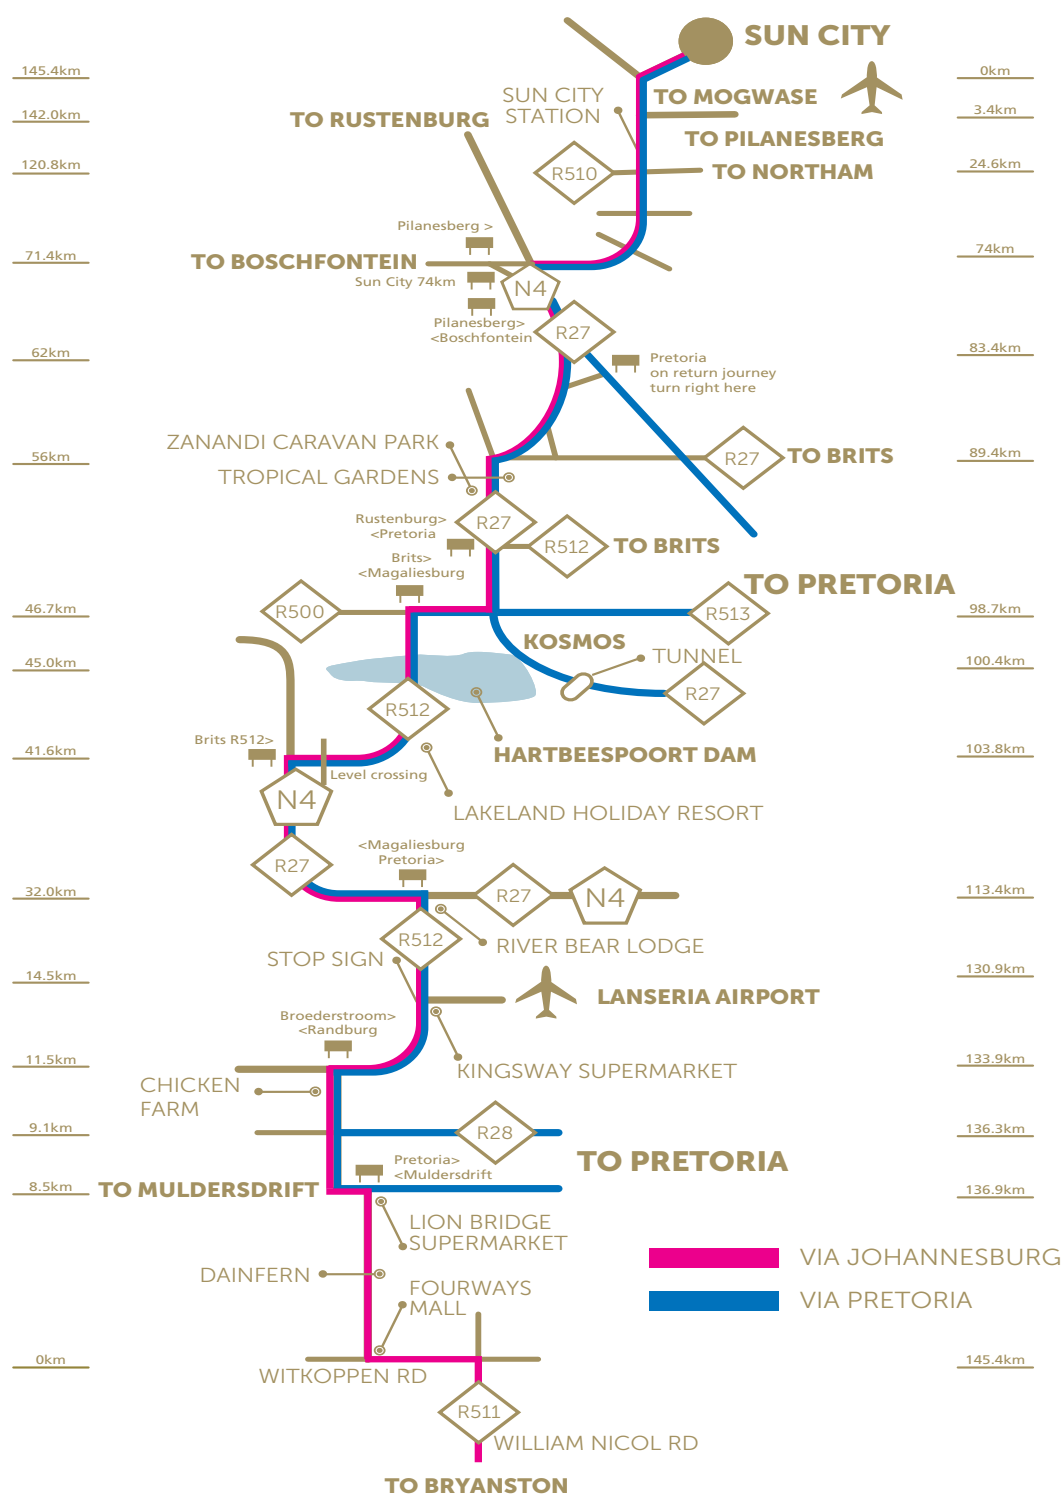 SUN CITY
145.4km
0km
SUN CITY
STATION
TO MOGWASE
142.0km
3.4km
TO RUSTENBURG
TO PILANESBERG
120.8km
R510
TO NORTHAM
24.6km
Pilanesberg >
71.4km
TO BOSCHFONTEIN
74km
Sun City 74km
N4
Pilanesberg>
<Boschfontein
R27
62km
83.4km
Pretoria
on return journey
turn right here
ZANANDI CARAVAN PARK
56km
R27
TO BRITS
89.4km
TROPICAL GARDENS
Rustenburg>
<Pretoria
R27
R512
TO BRITS
Brits>
<Magaliesburg
TO PRETORIA
46.7km
R500
R513
98.7km
KOSMOS
TUNNEL
45.0km
100.4km
R27
R512
Brits R512>
41.6km
HARTBEESPOORT DAM
103.8km
Level crossing
N4
LAKELAND HOLIDAY RESORT
<Magaliesburg
Pretoria>
R27
32.0km
R27
N4
113.4km
R512
RIVER BEAR LODGE
STOP SIGN
14.5km
130.9km
LANSERIA AIRPORT
Broederstroom>
<Randburg
11.5km
133.9km
KINGSWAY SUPERMARKET
CHICKEN
FARM
9.1km
R28
136.3km
Pretoria>
<Muldersdrift
TO PRETORIA
8.5km
TO MULDERSDRIFT
136.9km
LION BRIDGE
SUPERMARKET
VIA JOHANNESBURG
DAINFERN
FOURWAYS
MALL
VIA PRETORIA
0km
145.4km
WITKOPPEN RD
R511
WILLIAM NICOL RD
TO BRYANSTON